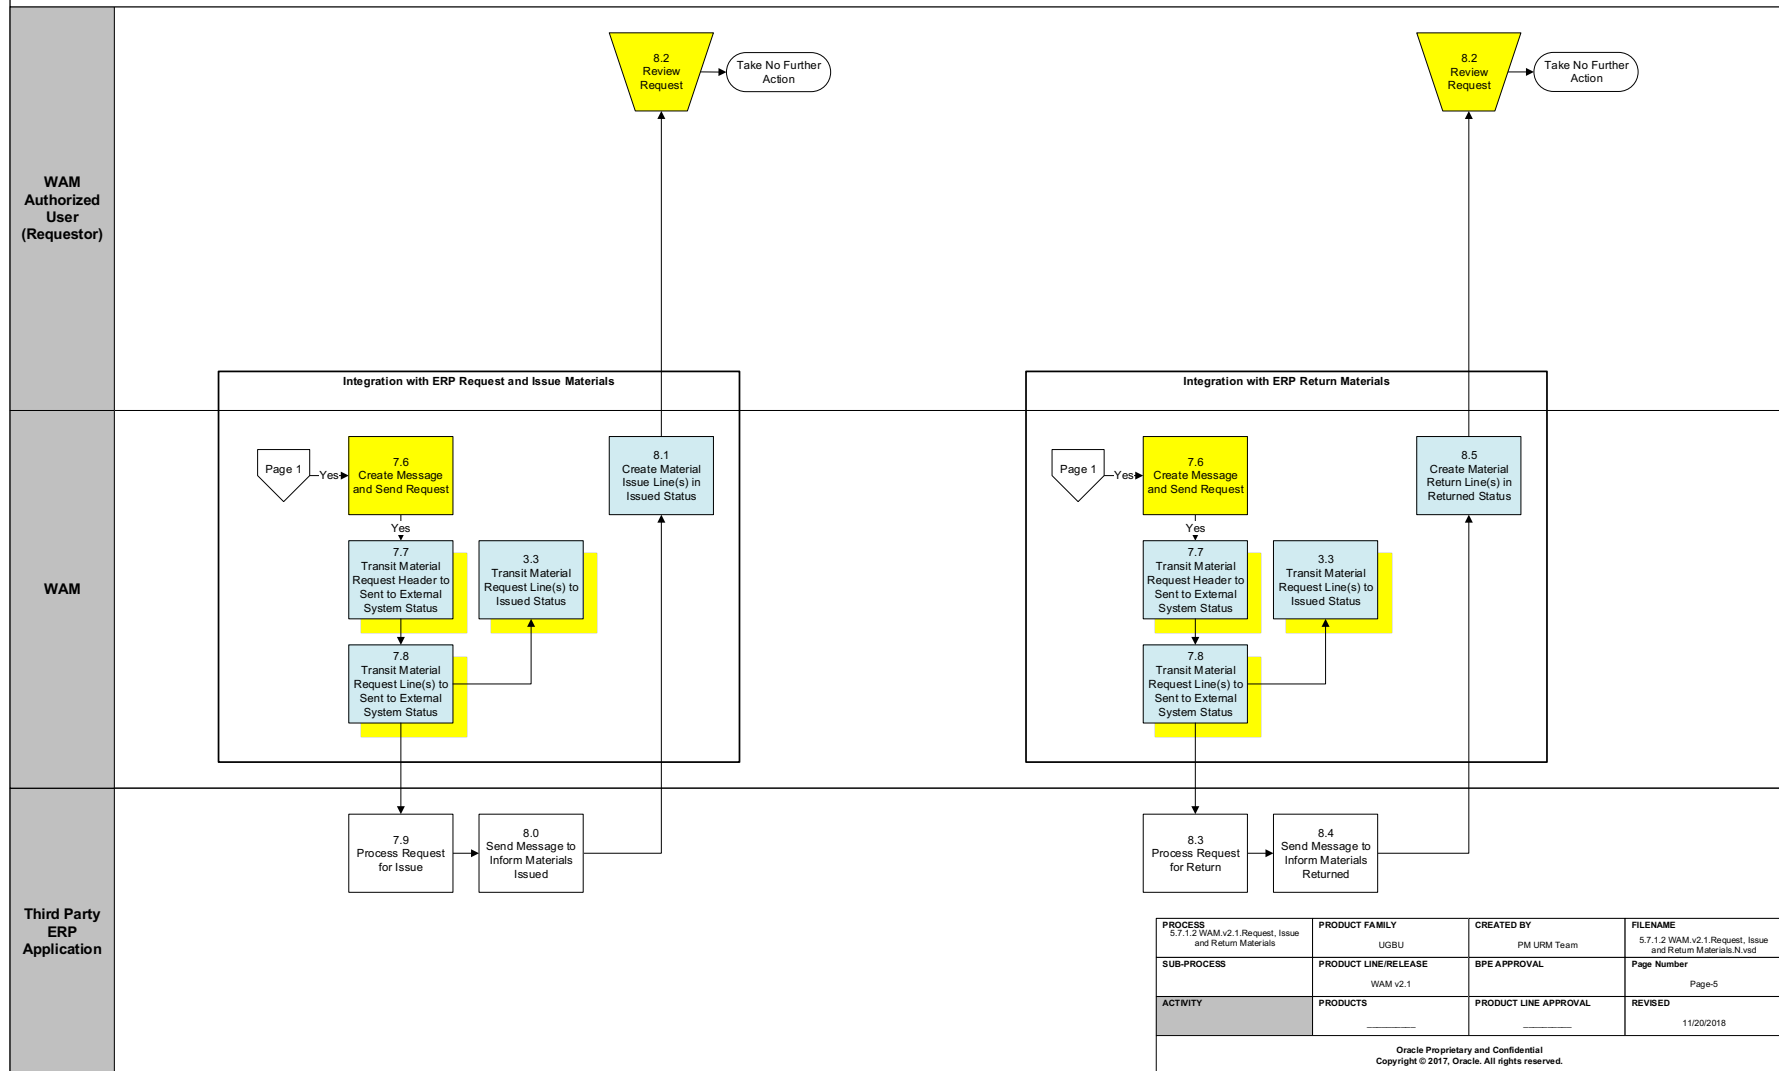 8.2
Review
Request
Take No Further
Action
8.2
Review
Request
Take No Further
Action
WAM
Authorized
User
(Requestor)
Integration with ERP Request and Issue Materials
Integration with ERP Return Materials
WAM
Page 1
Yes
7.6
Create Message
and Send Request
Yes
7.7
Transit Material
Request Header to
Sent to External
System Status
3.3
Transit Material
Request Line(s) to
Issued Status
7.8
Transit Material
Request Line(s) to
Sent to External
System Status
8.1
Create Material
Issue Line(s) in
Issued Status
Page 1
Yes
7.6
Create Message
and Send Request
Yes
7.7
Transit Material
Request Header to
Sent to External
System Status
3.3
Transit Material
Request Line(s) to
Issued Status
7.8
Transit Material
Request Line(s) to
Sent to External
System Status
8.5
Create Material
Return Line(s) in
Returned Status
Third Party
ERP
Application
7.9
Process Request
for Issue
8.0
Send Message to
Inform Materials
Issued
8.3
Process Request
for Return
8.4
Send Message to
Inform Materials
Returned
PROCESS
5.7.1.2 WAM.v2.1.Request, Issue
and Return Materials
PRODUCT FAMILY
UGBU
CREATED BY
PM URM Team
FILENAME
5.7.1.2 WAM.v2.1.Request, Issue
and Return Materials.N.vsd
SUB-PROCESS
PRODUCT LINE/RELEASE
WAM v2.1
BPE APPROVAL
Page Number
Page-5
ACTIVITY
PRODUCTS
PRODUCT LINE APPROVAL
REVISED
11/20/2018
Oracle Proprietary and Confidential
Copyright © 2017, Oracle. All rights reserved.